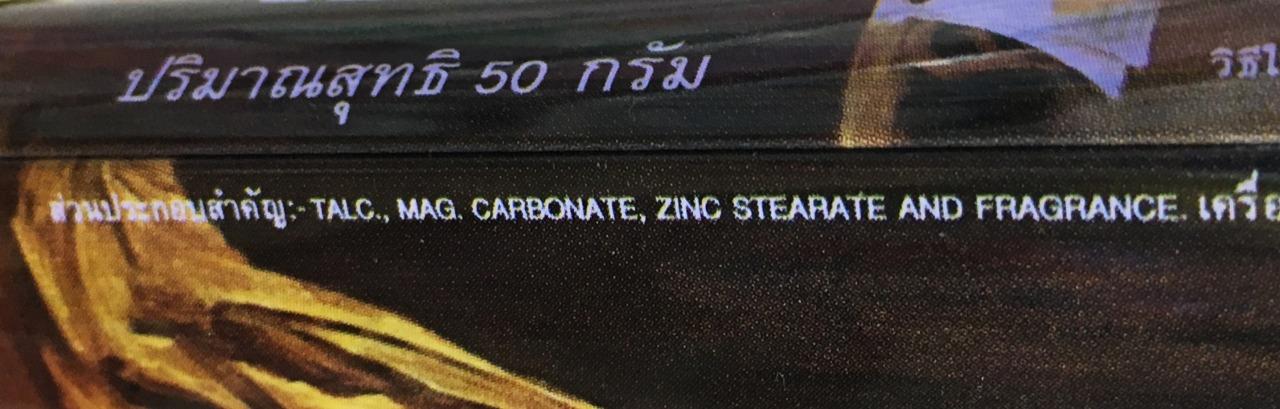 ปริมาณสุทธิ 50 กรัม
ส่วนประกอบสำคัญ:- TALC., MAG. CARBONATE, ZINC STEARATE AND FRAGRANCE.